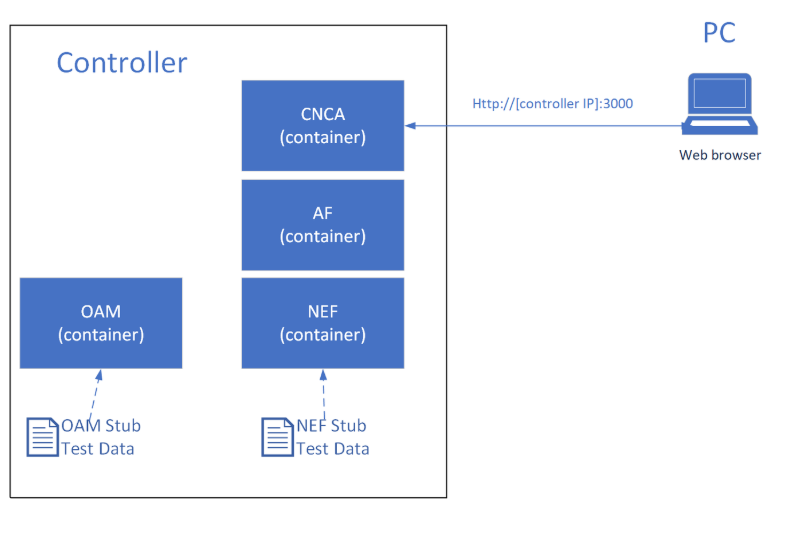 PC
Controller
CNCA
(container)
Http://[controller IP]:3000
Web browser
AF
(container)
OAM
(container)
NEF
(container)
OAM Stub
Test Data
NEF Stub
Test Data